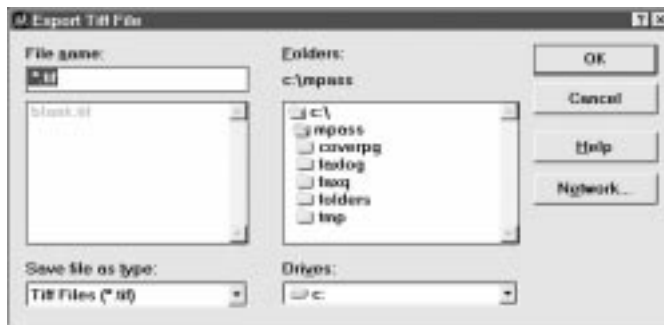 Export Tiff File
File name:
*.tif
blank.tif
Save file as type:
Tiff Files (*.tif)
Folders:
c:\mpass
c:\
mpass
coverpg
faxlog
faxq
folders
tmp
Drives:
c:
OK
Cancel
Help
Network...